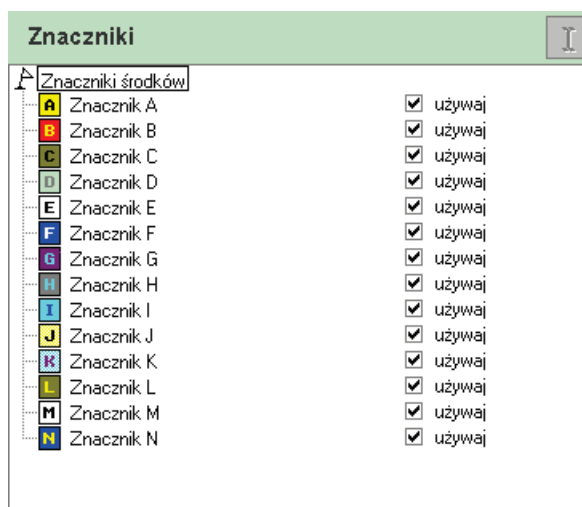 Znaczniki
Znaczniki środków
A Znacznik A używaj
B Znacznik B używaj
C Znacznik C używaj
D Znacznik D używaj
E Znacznik E używaj
F Znacznik F używaj
G Znacznik G używaj
H Znacznik H używaj
I Znacznik I używaj
J Znacznik J używaj
K Znacznik K używaj
L Znacznik L używaj
M Znacznik M używaj
N Znacznik N używaj